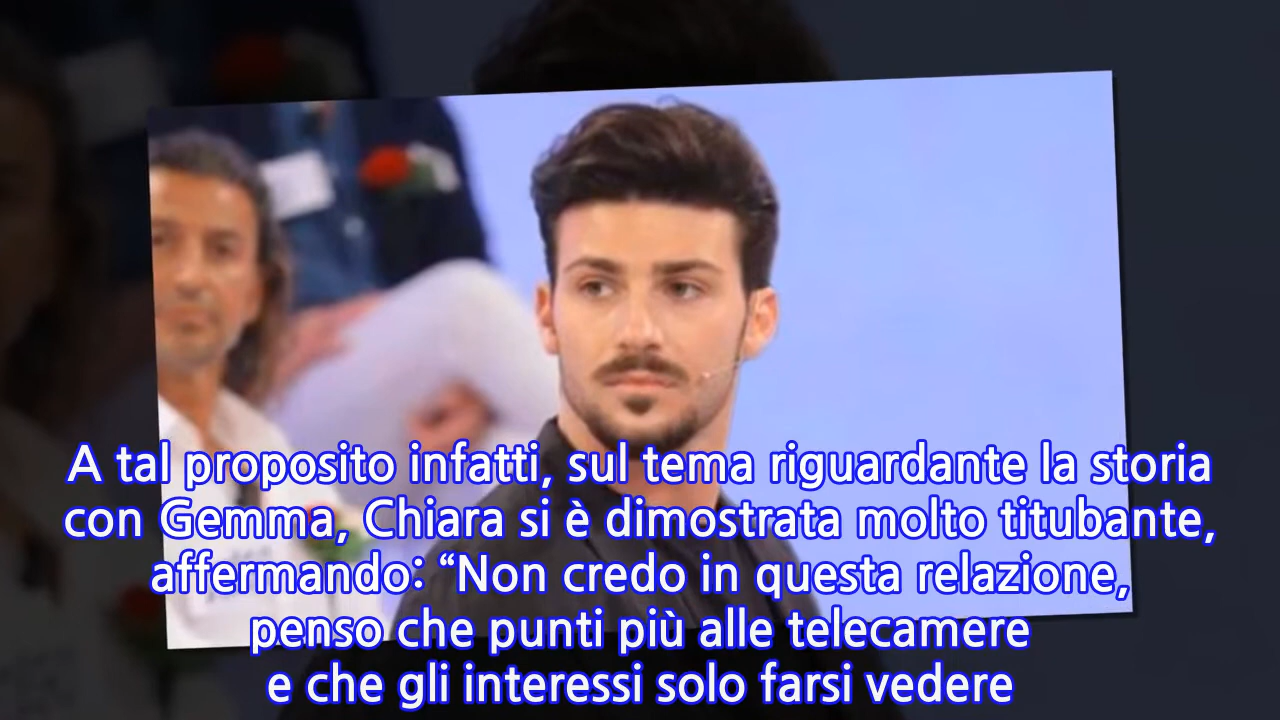 A tal proposito infatti, sul tema riguardante la storia
con Gemma, Chiara si è dimostrata molto titubante,
affermando: “Non credo in questa relazione,
penso che punti più alle telecamere
e che gli interessi solo farsi vedere